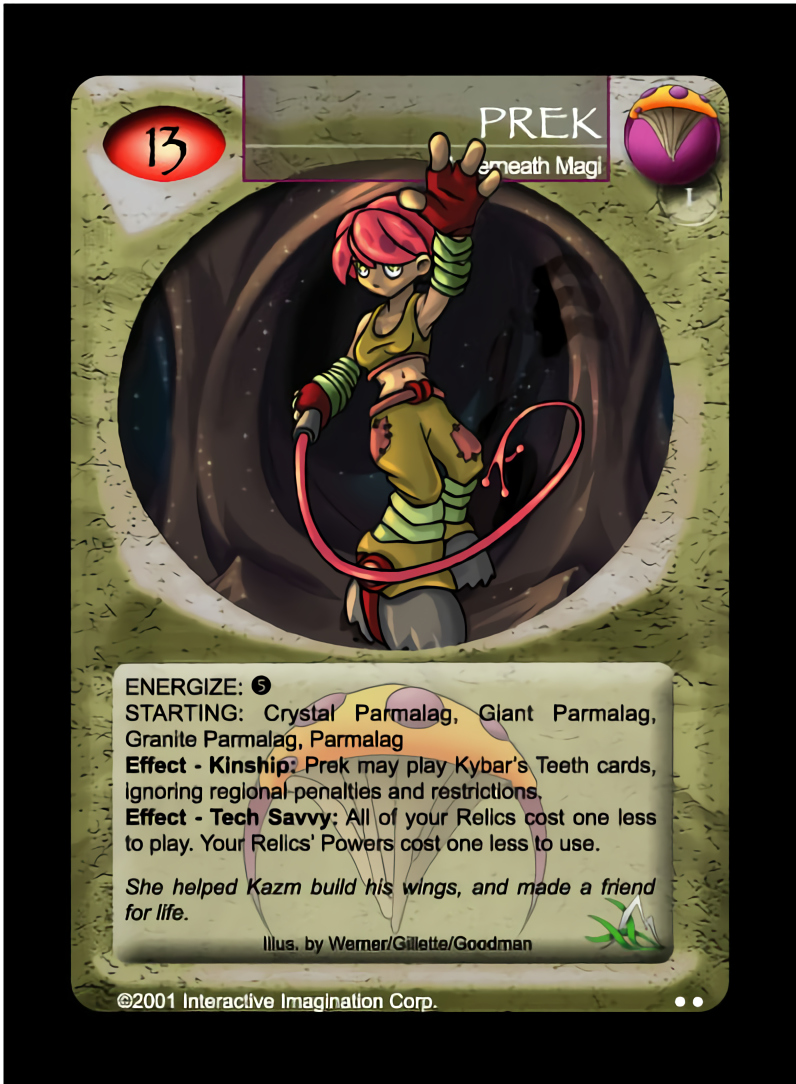 13
PREK
erneath Magi
I
ENERGIZE: 5
STARTING: Crystal Parmalag, Giant Parmalag,
Granite Parmalag, Parmalag
Effect - Kinship: Prek may play Kybar's Teeth cards,
ignoring regional penalties and restrictions.
Effect - Tech Savvy: All of your Relics cost one less
to play. Your Relics' Powers cost one less to use.
She helped Kazm build his wings, and made a friend
for life.
Illus. by Werner/Gillette/Goodman
©2001 Interactive Imagination Corp.